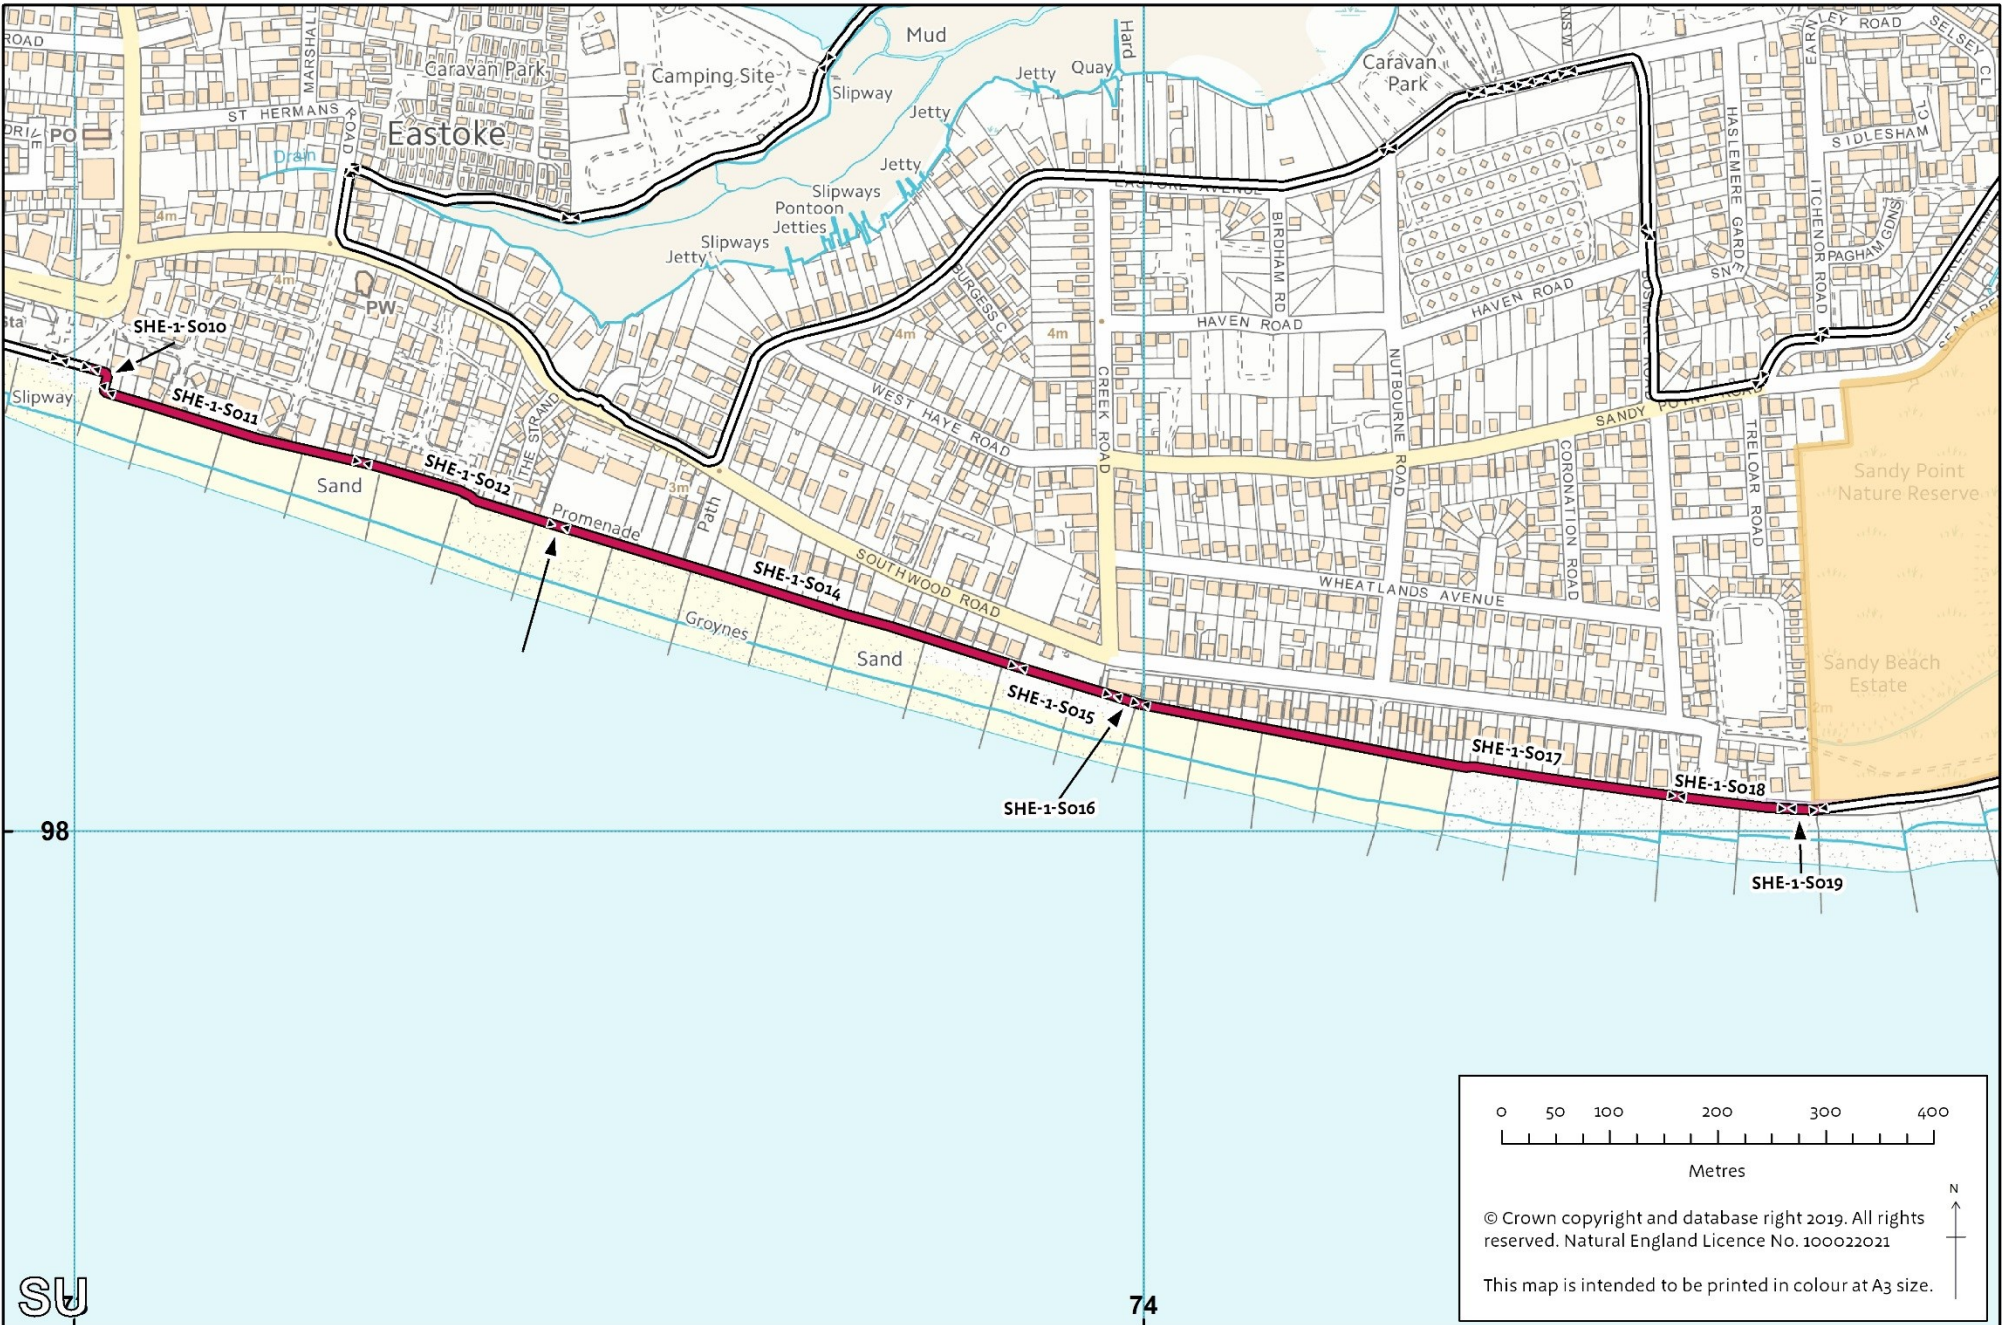 ROAD
MARSHALL
ROAD
Caravan Park
Camping Site
Mud
Hard
Slipway
Jetty
Quay
Caravan
Park
EARN
LEY ROAD
SELSEY
CL
ST HERMANS
PO
Eastoke
Drain
Jetty
Jetty
Slipways
Pontoon
Jetties
Slipways
Jetty
4m
4m
PW
EASTOKE AVENUE
BIRDHAM RD
BURGESS C
HASLEMERE GARDE
NS
SIDLESHAM CL
ITCHENOR ROAD
PAGHAM GDNS
HAVEN ROAD
HAVEN ROAD
4m
4m
Sta
SHE-1-S010
Slipway
SHE-1-S011
Sand
SHE-1-S012
THE STRAND
Promenade
Path
3m
WEST HAYE ROAD
CREEK ROAD
NUTBOURNE ROAD
SANDY POINT ROAD
CORONATION ROAD
TRELOAR ROAD
Sandy Point
Nature Reserve
SOUTHWOOD ROAD
SHE-1-S014
Groynes
Sand
WHEATLANDS AVENUE
SHE-1-S015
SHE-1-S016
SHE-1-S017
SHE-1-S018
SHE-1-S019
Sandy Beach
Estate
2m
98
0 50 100 200 300 400
Metres
N
© Crown copyright and database right 2019. All rights
reserved. Natural England Licence No. 100022021
This map is intended to be printed in colour at A3 size.
SU
74